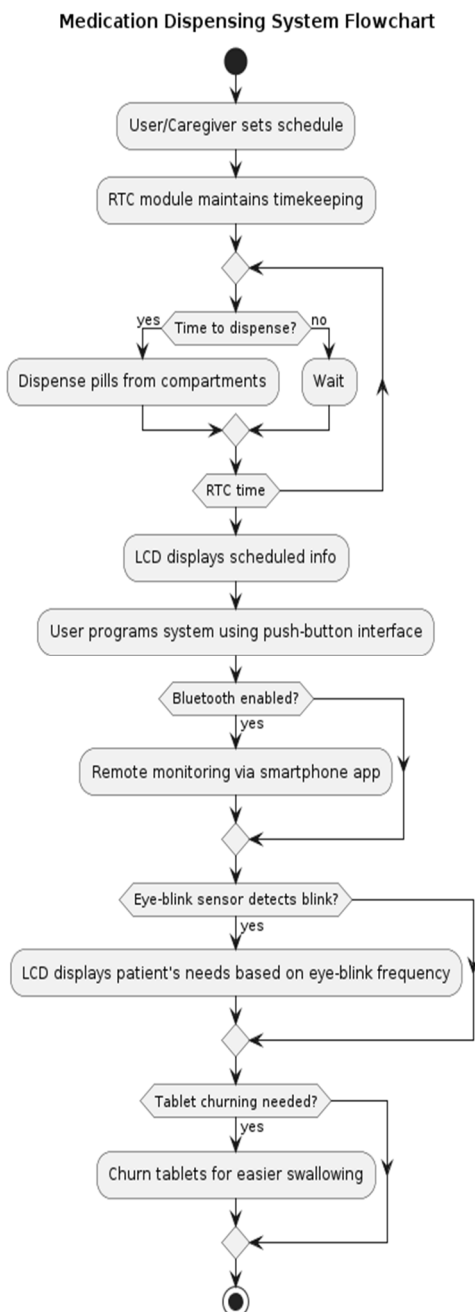 Medication Dispensing System Flowchart
User/Caregiver sets schedule
RTC module maintains timekeeping
yes
Time to dispense?
no
Dispense pills from compartments
Wait
RTC time
LCD displays scheduled info
User programs system using push-button interface
Bluetooth enabled?
yes
Remote monitoring via smartphone app
Eye-blink sensor detects blink?
yes
LCD displays patient's needs based on eye-blink frequency
Tablet churning needed?
yes
Churn tablets for easier swallowing